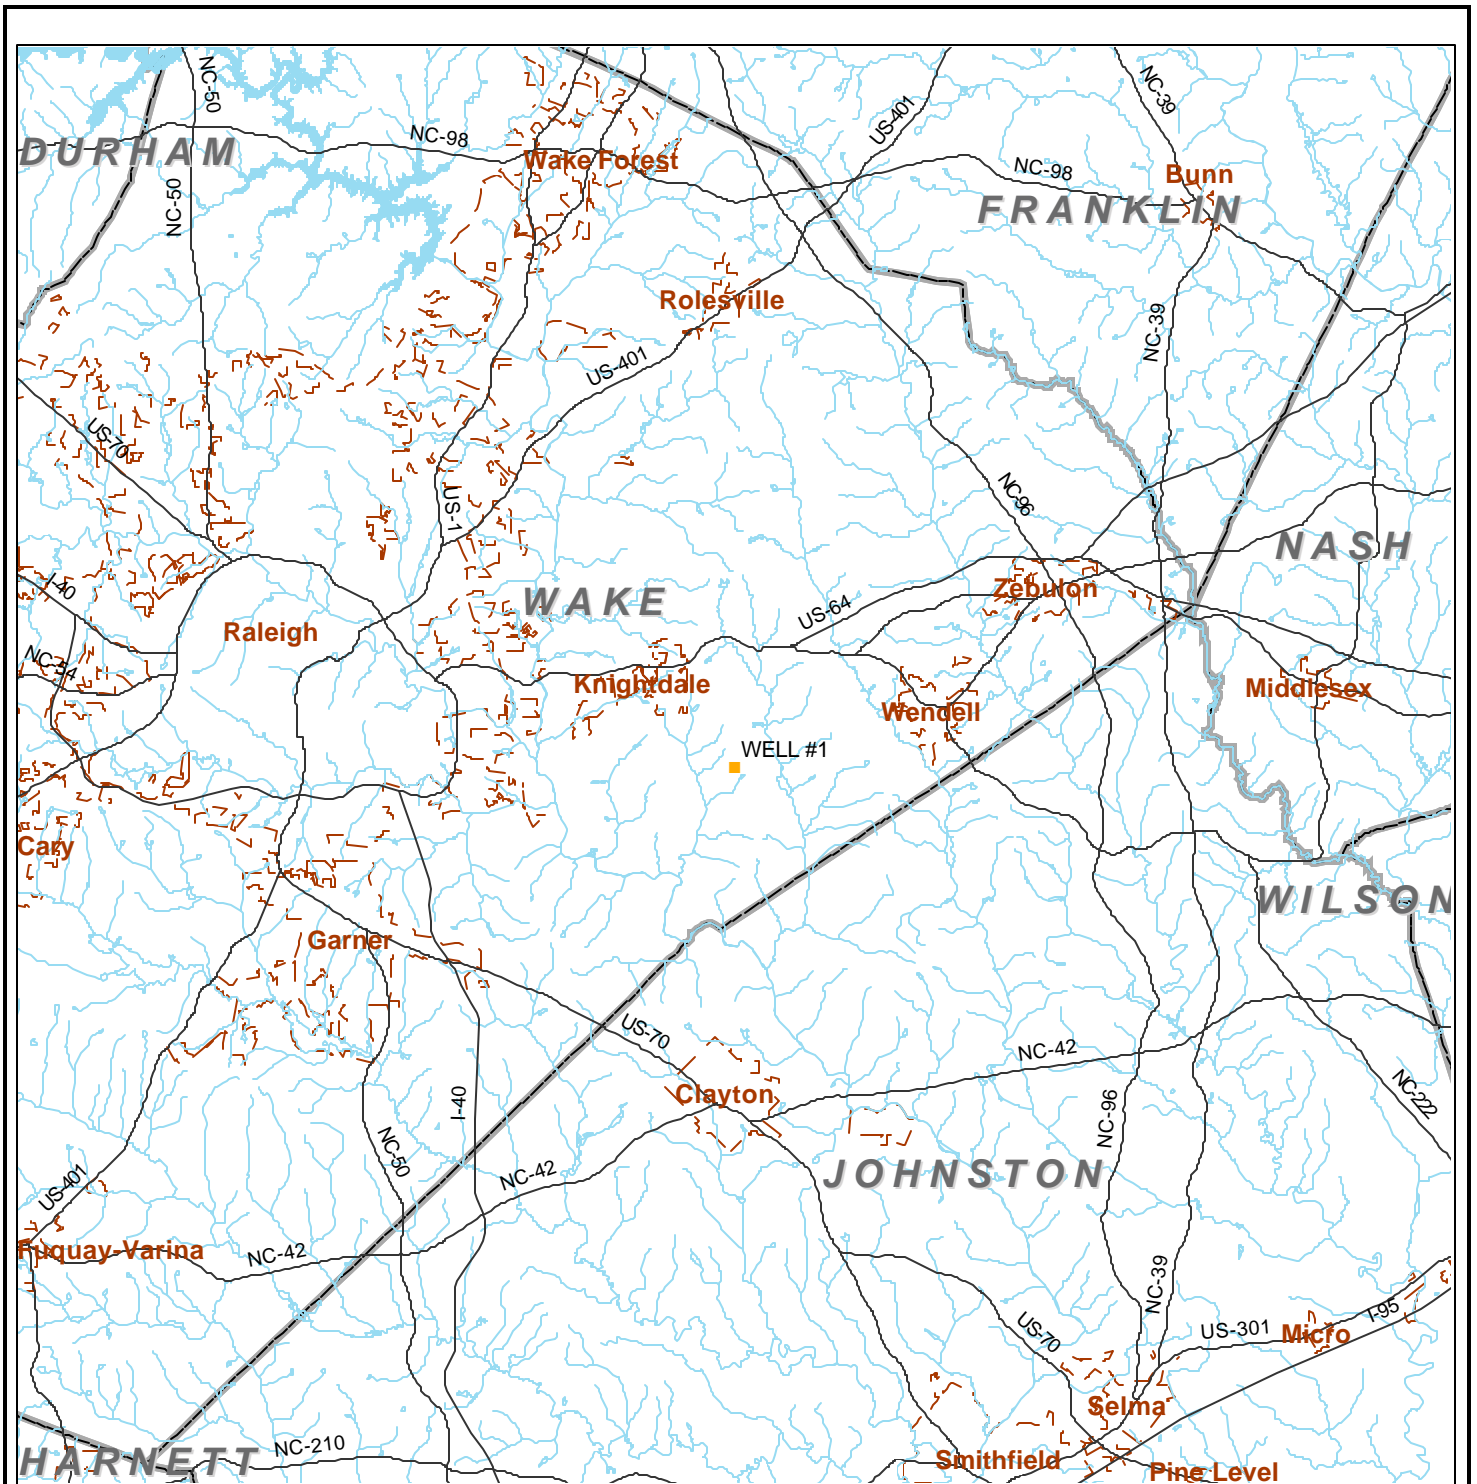 NC-50
NC-39
US-401
NC-98
DURHAM
Wake Forest
NC-98
Bunn
NC-50
FRANKLIN
Rolesville
NC-39
US-401
US-70
NC-96
US-1
NASH
I-40
Zebulon
WAKE
US-64
Raleigh
NC-54
Knightdale
Middlesex
Wendell
WELL #1
Cary
WILSON
Garner
US-70
NC-42
Clayton
NC-222
I-40
NC-96
NC-50
NC-42
JOHNSTON
US-401
Fuquay-Varina
NC-42
NC-39
I-95
US-70
US-301
Micro
Selma
NC-210
HARNETT
Smithfield
Pine Level